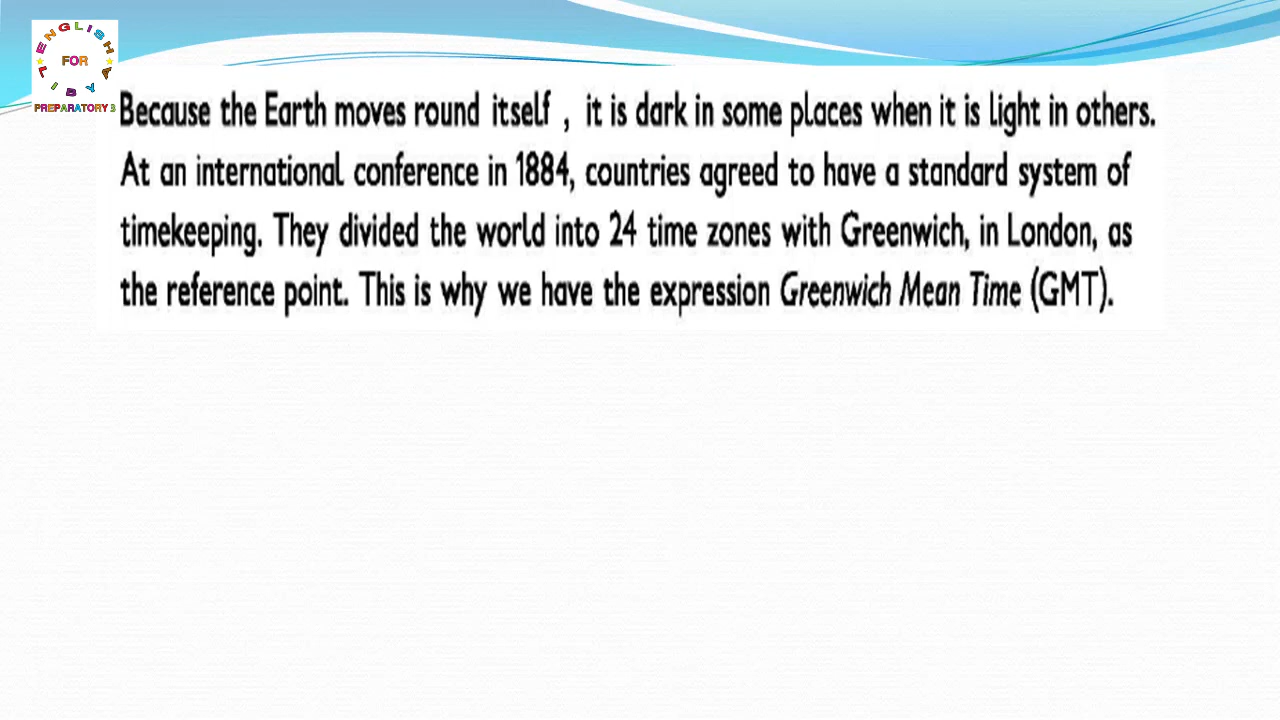 ENGLISH
FOR
LIBYA
PREPARATORY 3
Because the Earth moves round itself , it is dark in some places when it is light in others.
At an international conference in 1884, countries agreed to have a standard system of
timekeeping. They divided the world into 24 time zones with Greenwich, in London, as
the reference point. This is why we have the expression Greenwich Mean Time (GMT).